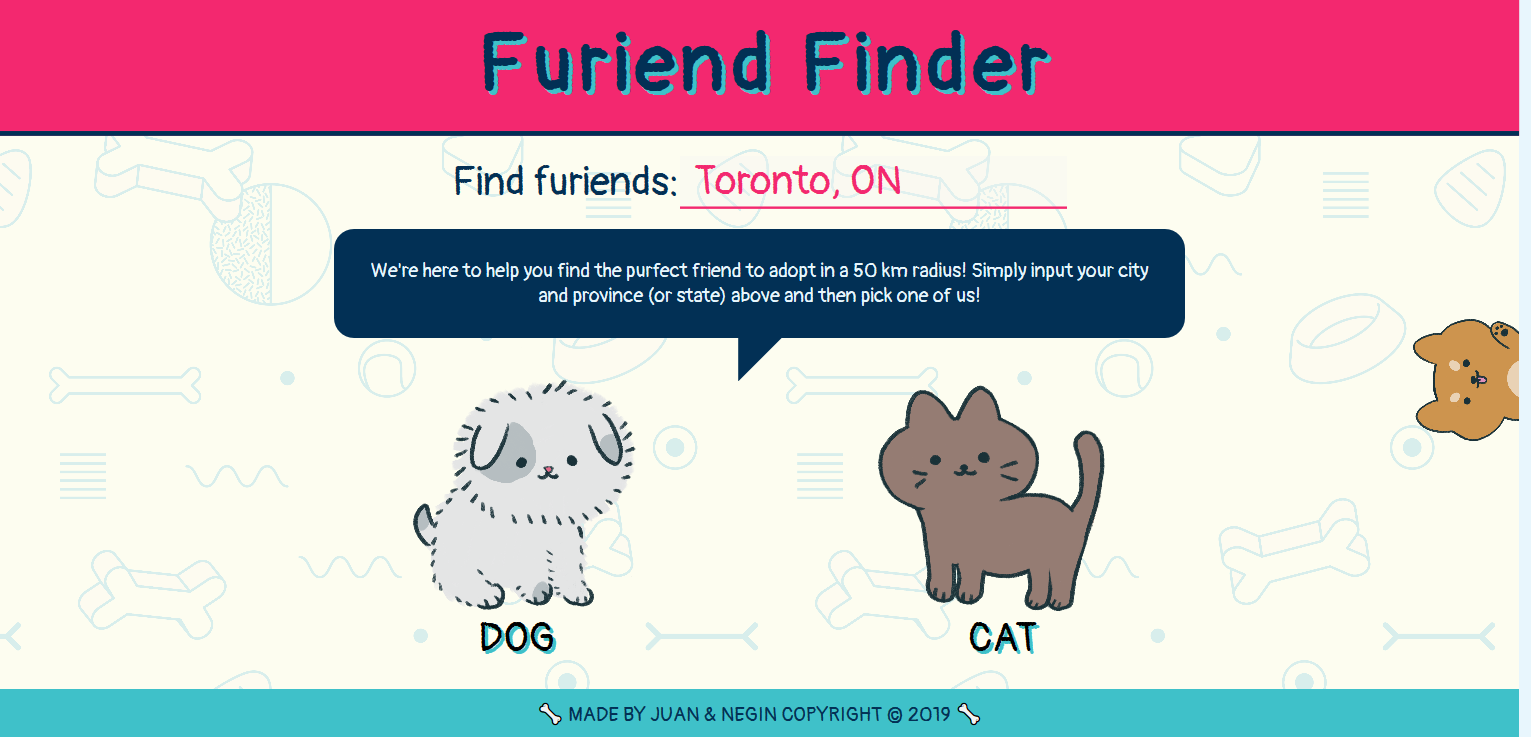 Furiend Finder
Find furiends: Toronto, ON
We're here to help you find the purfect friend to adopt in a 50 km radius! Simply input your city
and province (or state) above and then pick one of us!
DOG
CAT
MADE BY JUAN & NEGIN COPYRIGHT © 2019